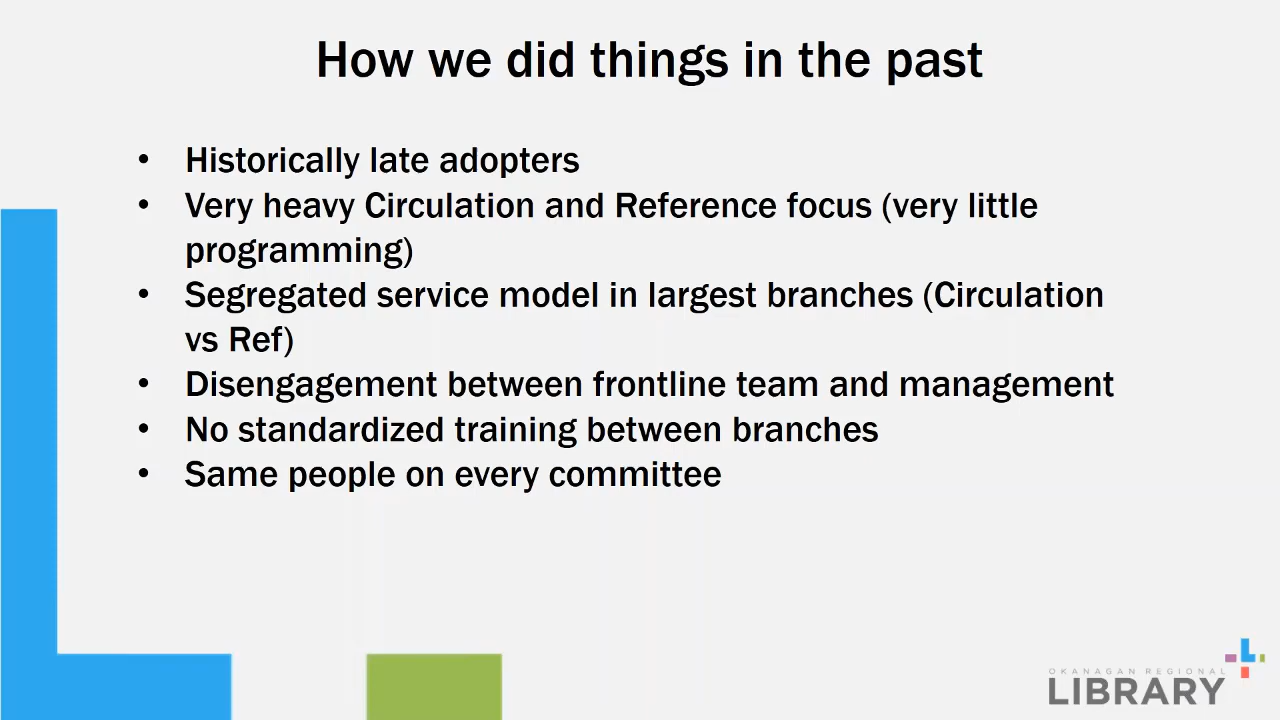 How we did things in the past
• Historically late adopters
• Very heavy Circulation and Reference focus (very little
programming)
• Segregated service model in largest branches (Circulation
vs Ref)
• Disengagement between frontline team and management
• No standardized training between branches
• Same people on every committee
OKANAGAN REGIONAL
LIBRARY